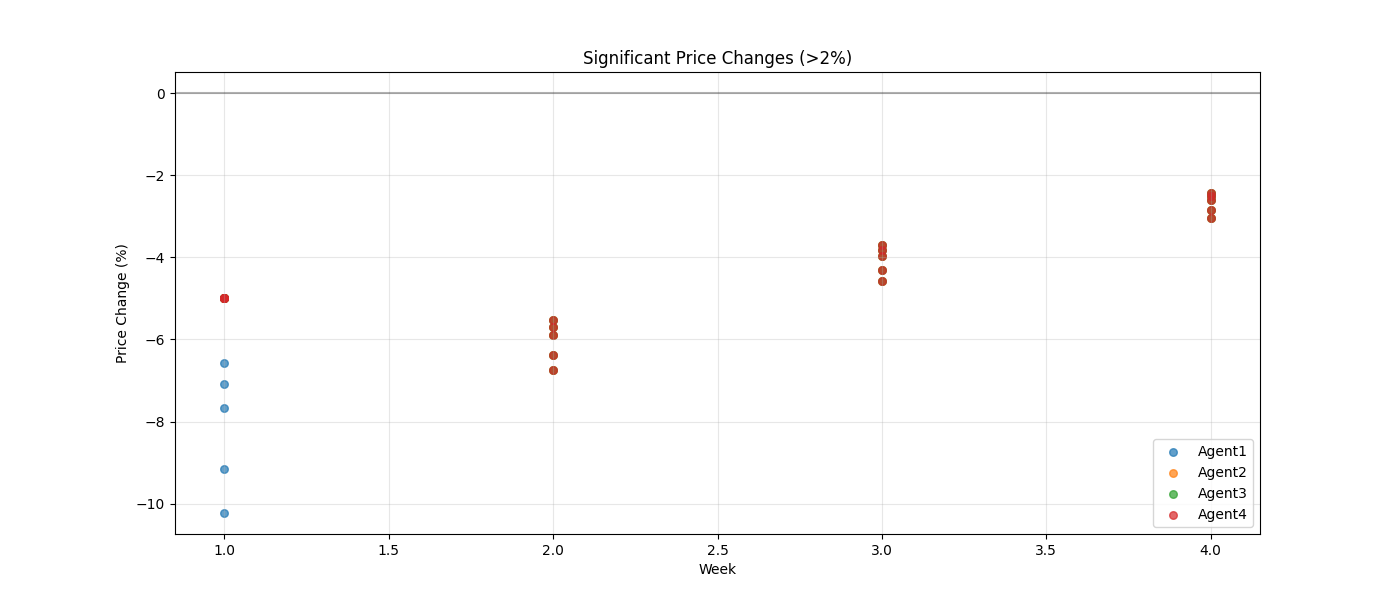 Significant Price Changes (>2%)
Price Change (%)
0
−2
−4
−6
−8
−10
1.0
1.5
2.0
2.5
3.0
3.5
4.0
Week
Agent1
Agent2
Agent3
Agent4